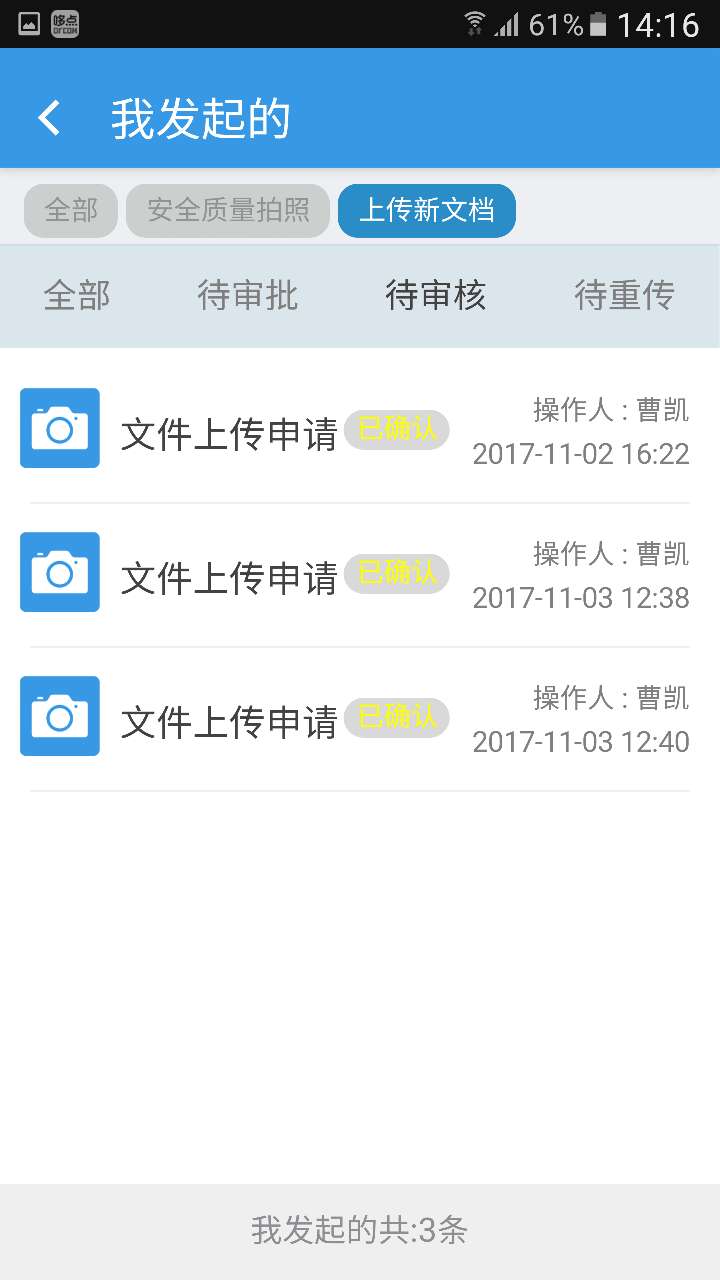 哆点
Dr.COM
61% 14:16
我发起的
全部 安全质量拍照 上传新文档
全部 待审批 待审核 待重传
文件上传申请 已确认 操作人 : 曹凯
2017-11-02 16:22
文件上传申请 已确认 操作人 : 曹凯
2017-11-03 12:38
文件上传申请 已确认 操作人 : 曹凯
2017-11-03 12:40
我发起的共:3条